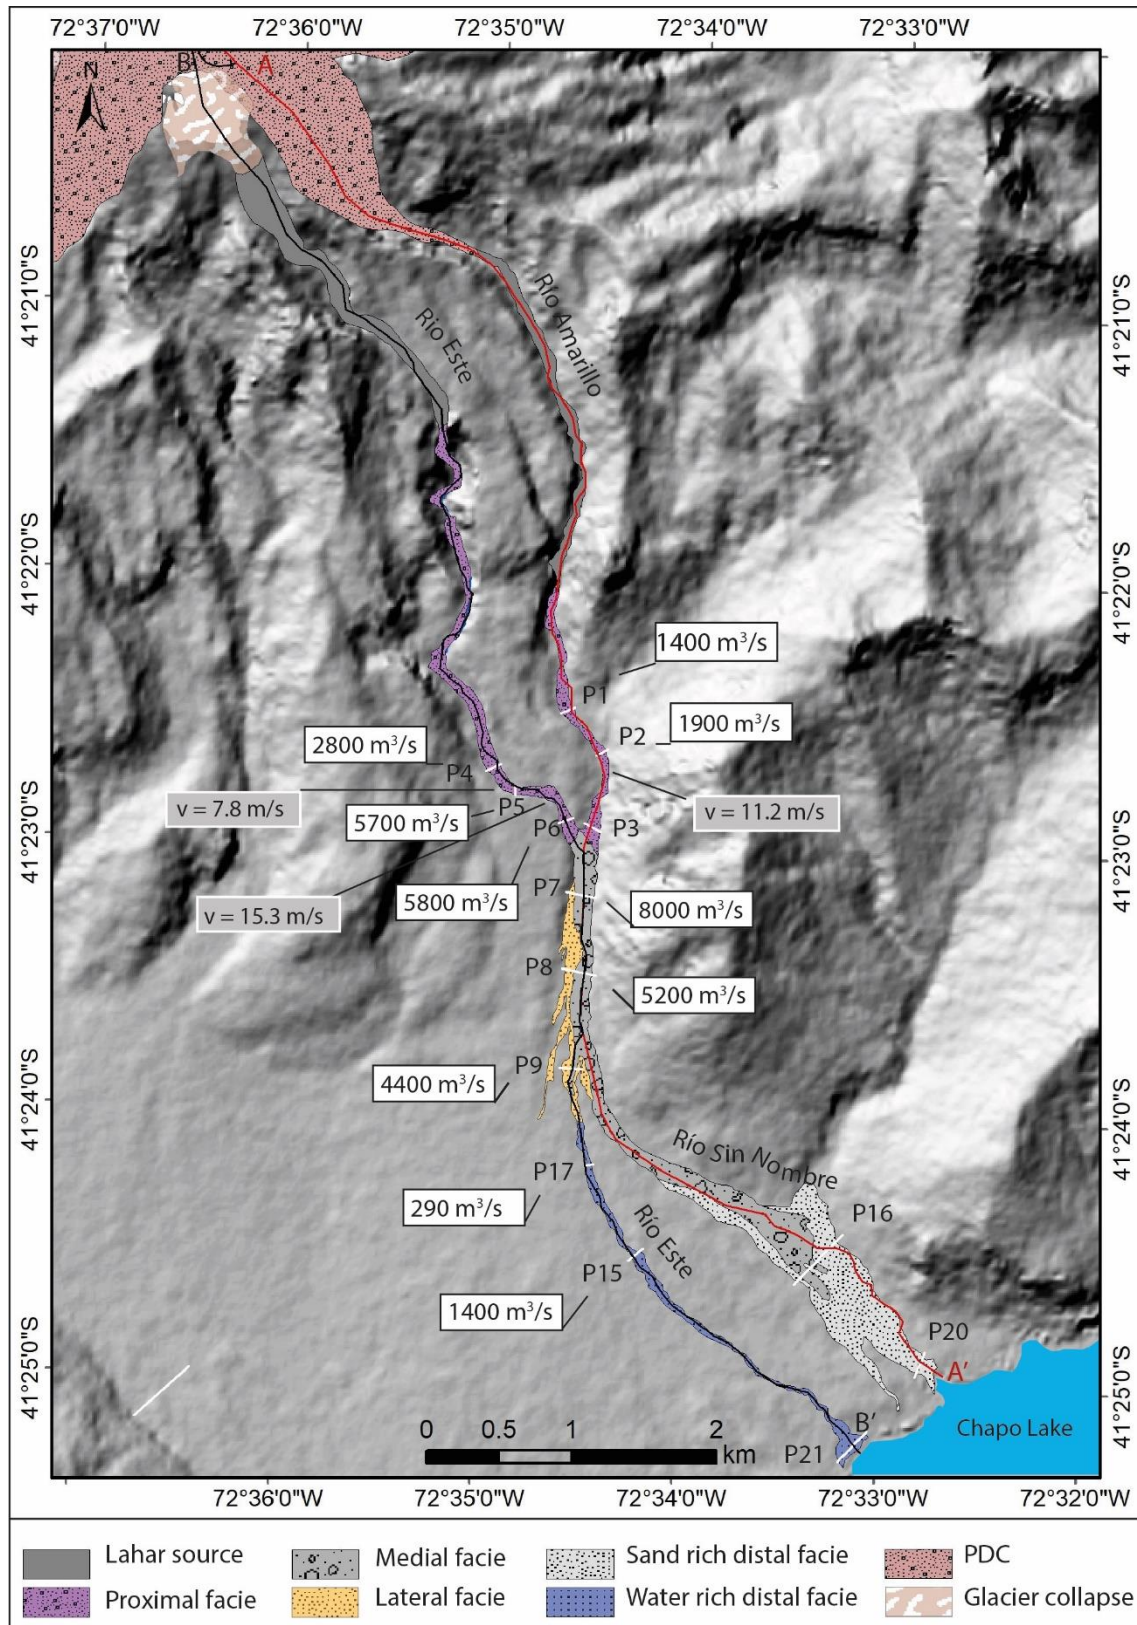 72°37'0"W 72°36'0"W 72°35'0"W 72°34'0"W 72°33'0"W
B A
N
41°21'0"S
41°21'0"S
Río Amarillo
Rio Este
41°22'0"S
41°22'0"S
1400 m³/s
P1
P2
1900 m³/s
2800 m³/s
P4
v = 7.8 m/s
P5
v = 11.2 m/s
5700 m³/s
P6
P3
41°23'0"S
41°23'0"S
P7
5800 m³/s
8000 m³/s
v = 15.3 m/s
P8
5200 m³/s
P9
4400 m³/s
41°24'0"S
41°24'0"S
Río Sin Nombre
P17
290 m³/s
P16
Río Este
P15
1400 m³/s
P20
A'
41°25'0"S
41°25'0"S
0 0.5 1 2
km
B'
Chapo Lake
P21
72°36'0"W 72°35'0"W 72°34'0"W 72°33'0"W 72°32'0"W
Lahar source Medial facie Sand rich distal facie PDC
Proximal facie Lateral facie Water rich distal facie Glacier collapse